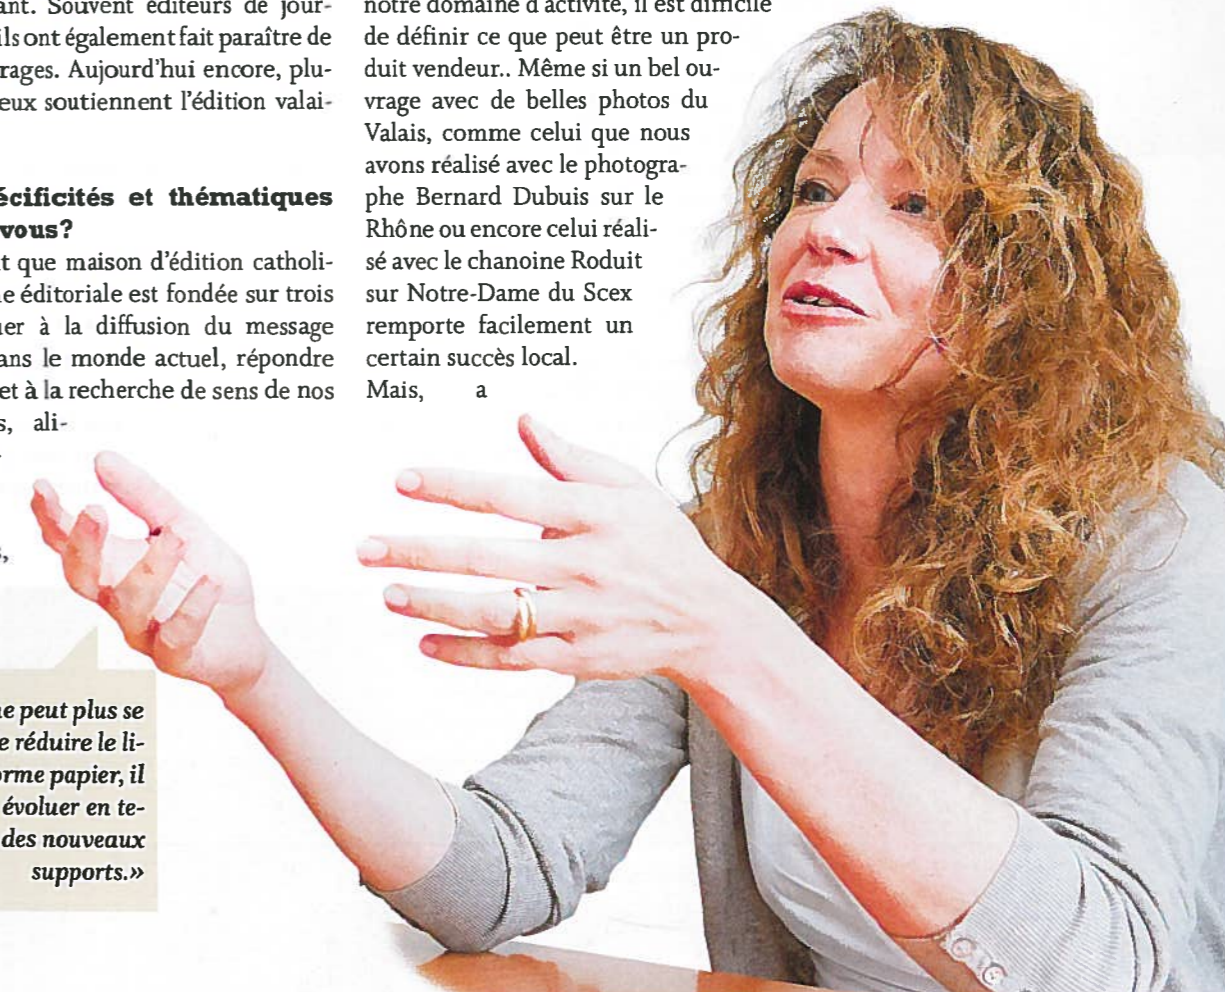 ant. Souvent éditeurs de jour-
ils ont également fait paraître de
rages. Aujourd'hui encore, plu-
eux soutiennent l'édition valai-
écificités et thématiques
vous?
t que maison d'édition catholi-
e éditoriale est fondée sur trois
er à la diffusion du message
ans le monde actuel, répondre
et à la recherche de sens de nos
s, ali-
-
s,
ne peut plus se
e réduire le li-
orme papier, il
évoluer en te-
des nouveaux
supports.»
notre domaine d'activité, il est difficile
de définir ce que peut être un pro-
duit vendeur.. Même si un bel ou-
vrage avec de belles photos du
Valais, comme celui que nous
avons réalisé avec le photogra-
phe Bernard Dubuis sur le
Rhône ou encore celui réali-
sé avec le chanoine Roduit
sur Notre-Dame du Scex
remporte facilement un
certain succès local.
Mais, a